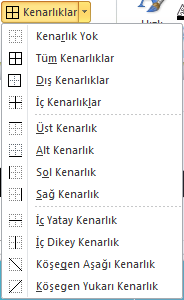 Kenarlıklar
Kenarlık Yok
Tüm Kenarlıklar
Dış Kenarlıklar
İç Kenarlıklar
Üst Kenarlık
Alt Kenarlık
Sol Kenarlık
Sağ Kenarlık
İç Yatay Kenarlık
İç Dikey Kenarlık
Köşegen Aşağı Kenarlık
Köşegen Yukarı Kenarlık